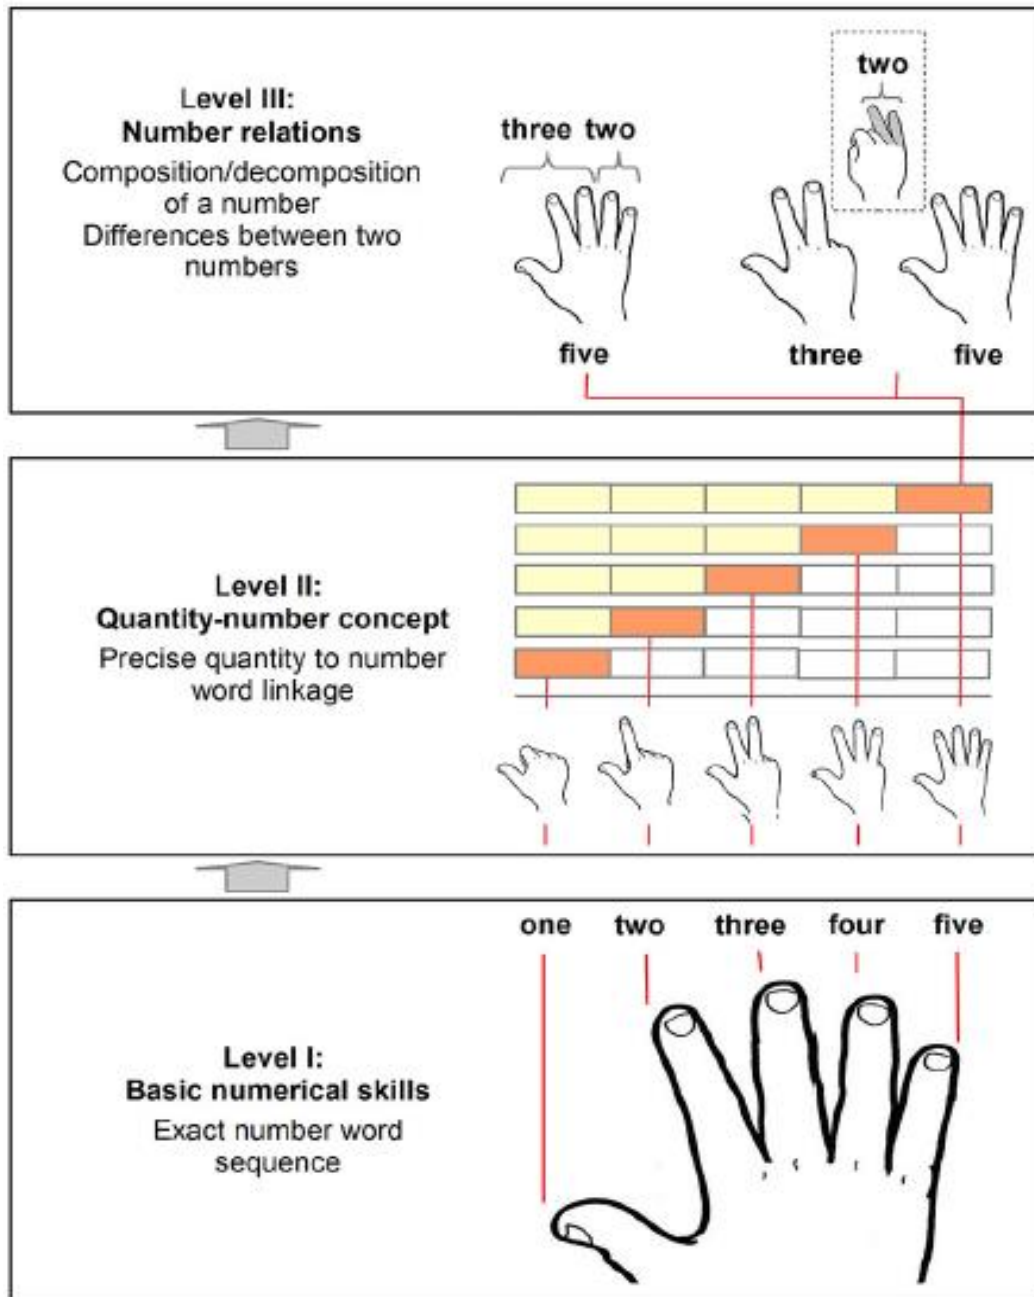 Level III:
Number relations
Composition/decomposition
of a number
Differences between two
numbers
three two
five
two
three
five
Level II:
Quantity-number concept
Precise quantity to number
word linkage
one two three four five
Level I:
Basic numerical skills
Exact number word
sequence